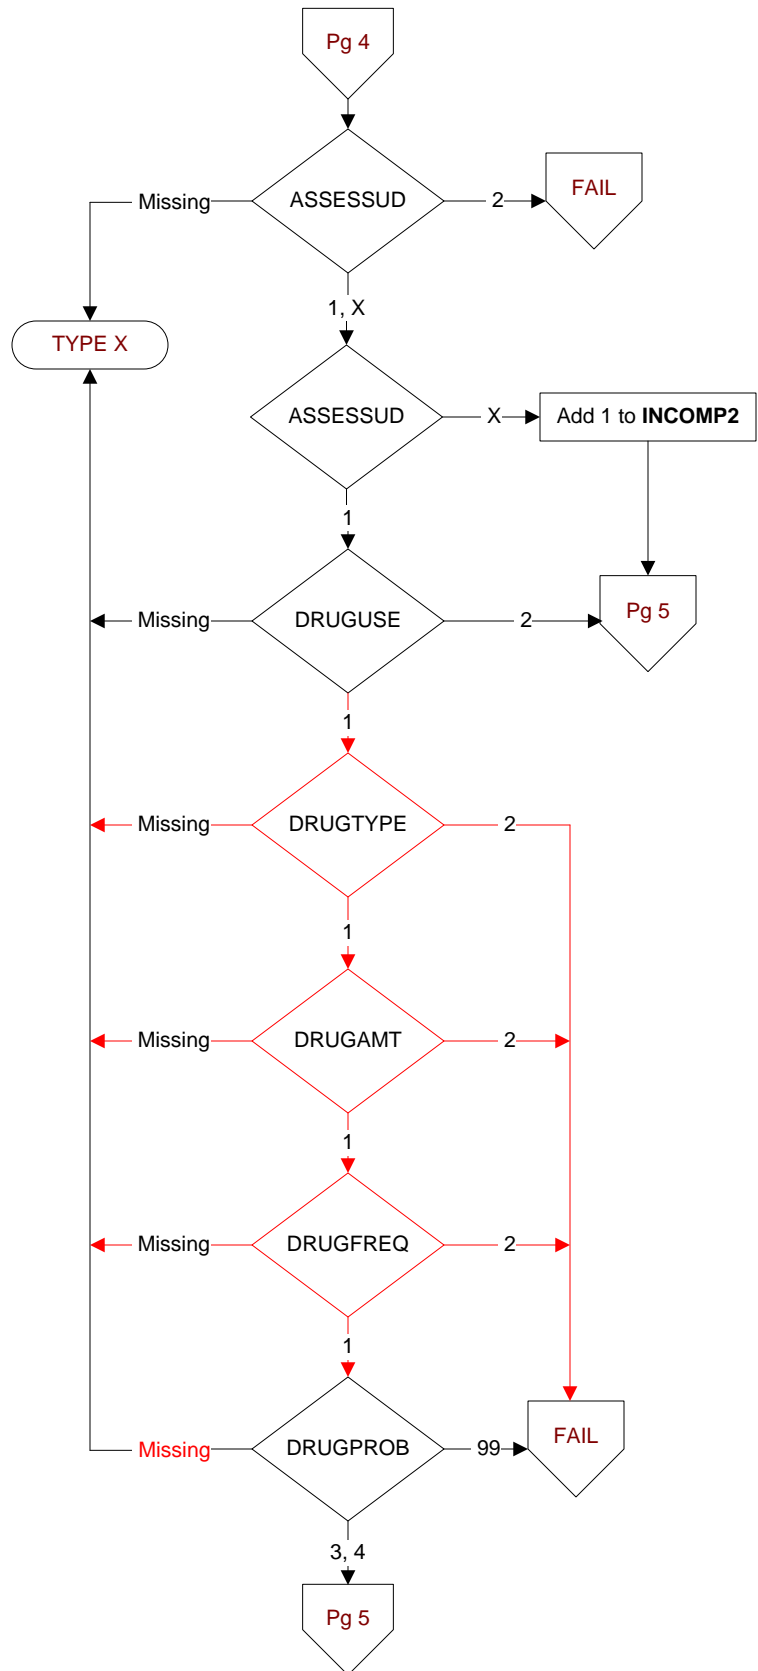 Pg 4
Missing
ASSESSUD
2
FAIL
1, X
TYPE X
ASSESSUD
X
Add 1 to INCOMP2
1
Missing
DRUGUSE
2
Pg 5
1
Missing
DRUGTYPE
2
1
Missing
DRUGAMT
2
1
Missing
DRUGFREQ
2
1
Missing
DRUGPROB
99
FAIL
3, 4
Pg 5